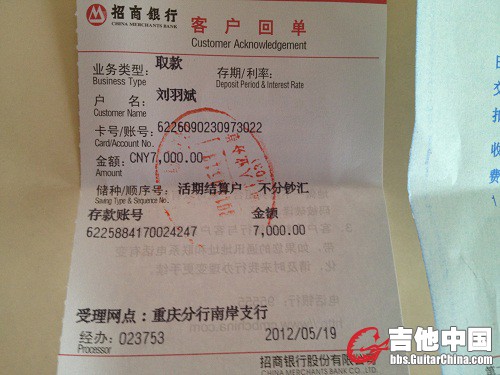 招商银行
CHINA MERCHANTS BANK
客户回单
Customer Acknowledgement
业务类型: 取款 存期/利率:
Business Type Deposit Period & Interest Rate
户 名: 刘羽斌
Customer Name
卡号/账号: 6226090230973022
Card/Account No.
金额: CNY7,000.00
Amount
储种/顺序号: 活期结算户 不分钞汇
Saving Type & Sequence No.
存款账号 金额
6225884170024247 7,000.00
受理网点：重庆分行南岸支行
经办: 023753 2012/05/19
Processor
招商银行股份有限公
CHINA MERCHANTS BANK CO., LTD.
吉他中国
bbs.GuitarChina.com